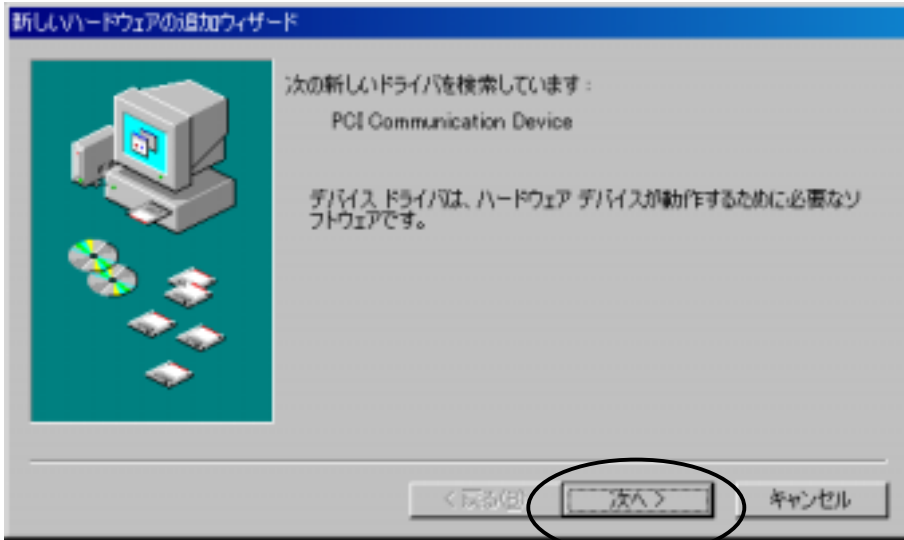 新しいハードウェアの追加ウィザード
次の新しいドライバを検索しています:
PCI Communication Device
デバイス ドライバは、ハードウェア デバイスが動作するために必要なソ
フトウェアです。
< 戻る(B) 次へ > キャンセル